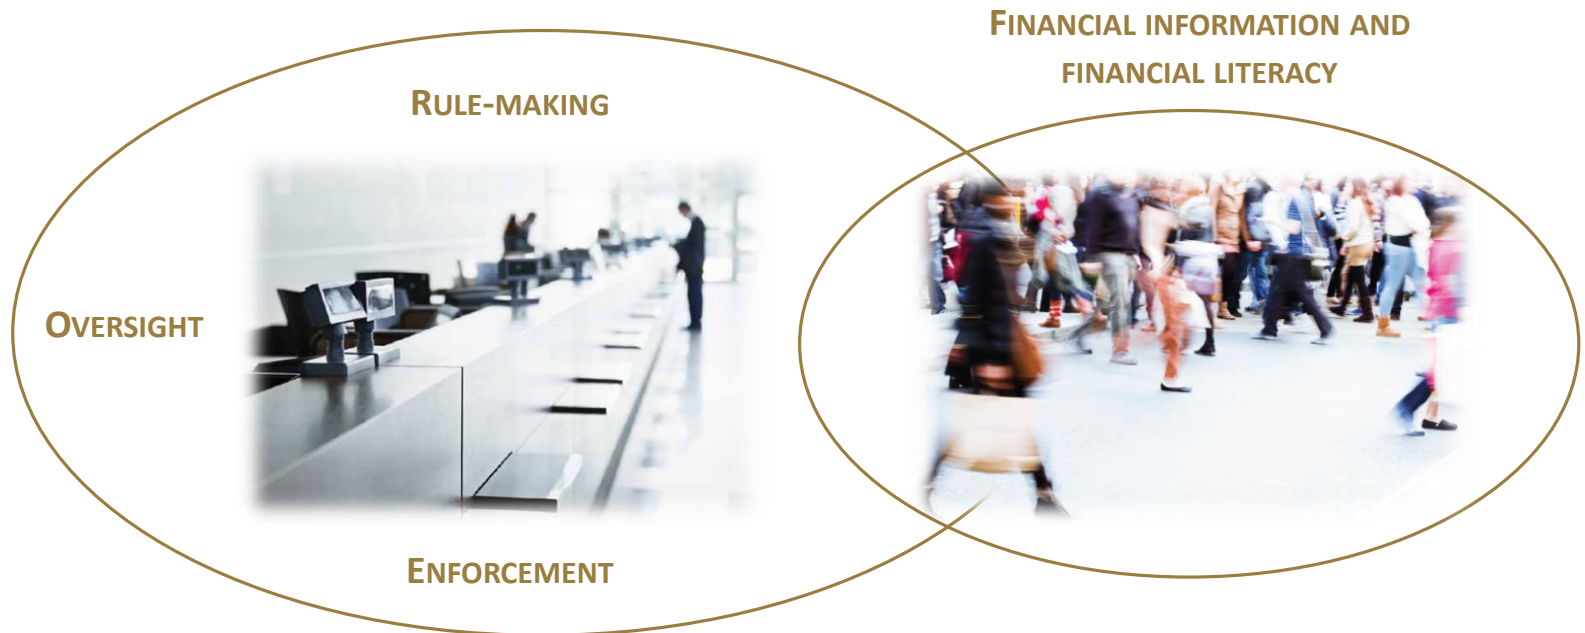 FINANCIAL INFORMATION AND
FINANCIAL LITERACY
RULE-MAKING
OVERSIGHT
ENFORCEMENT